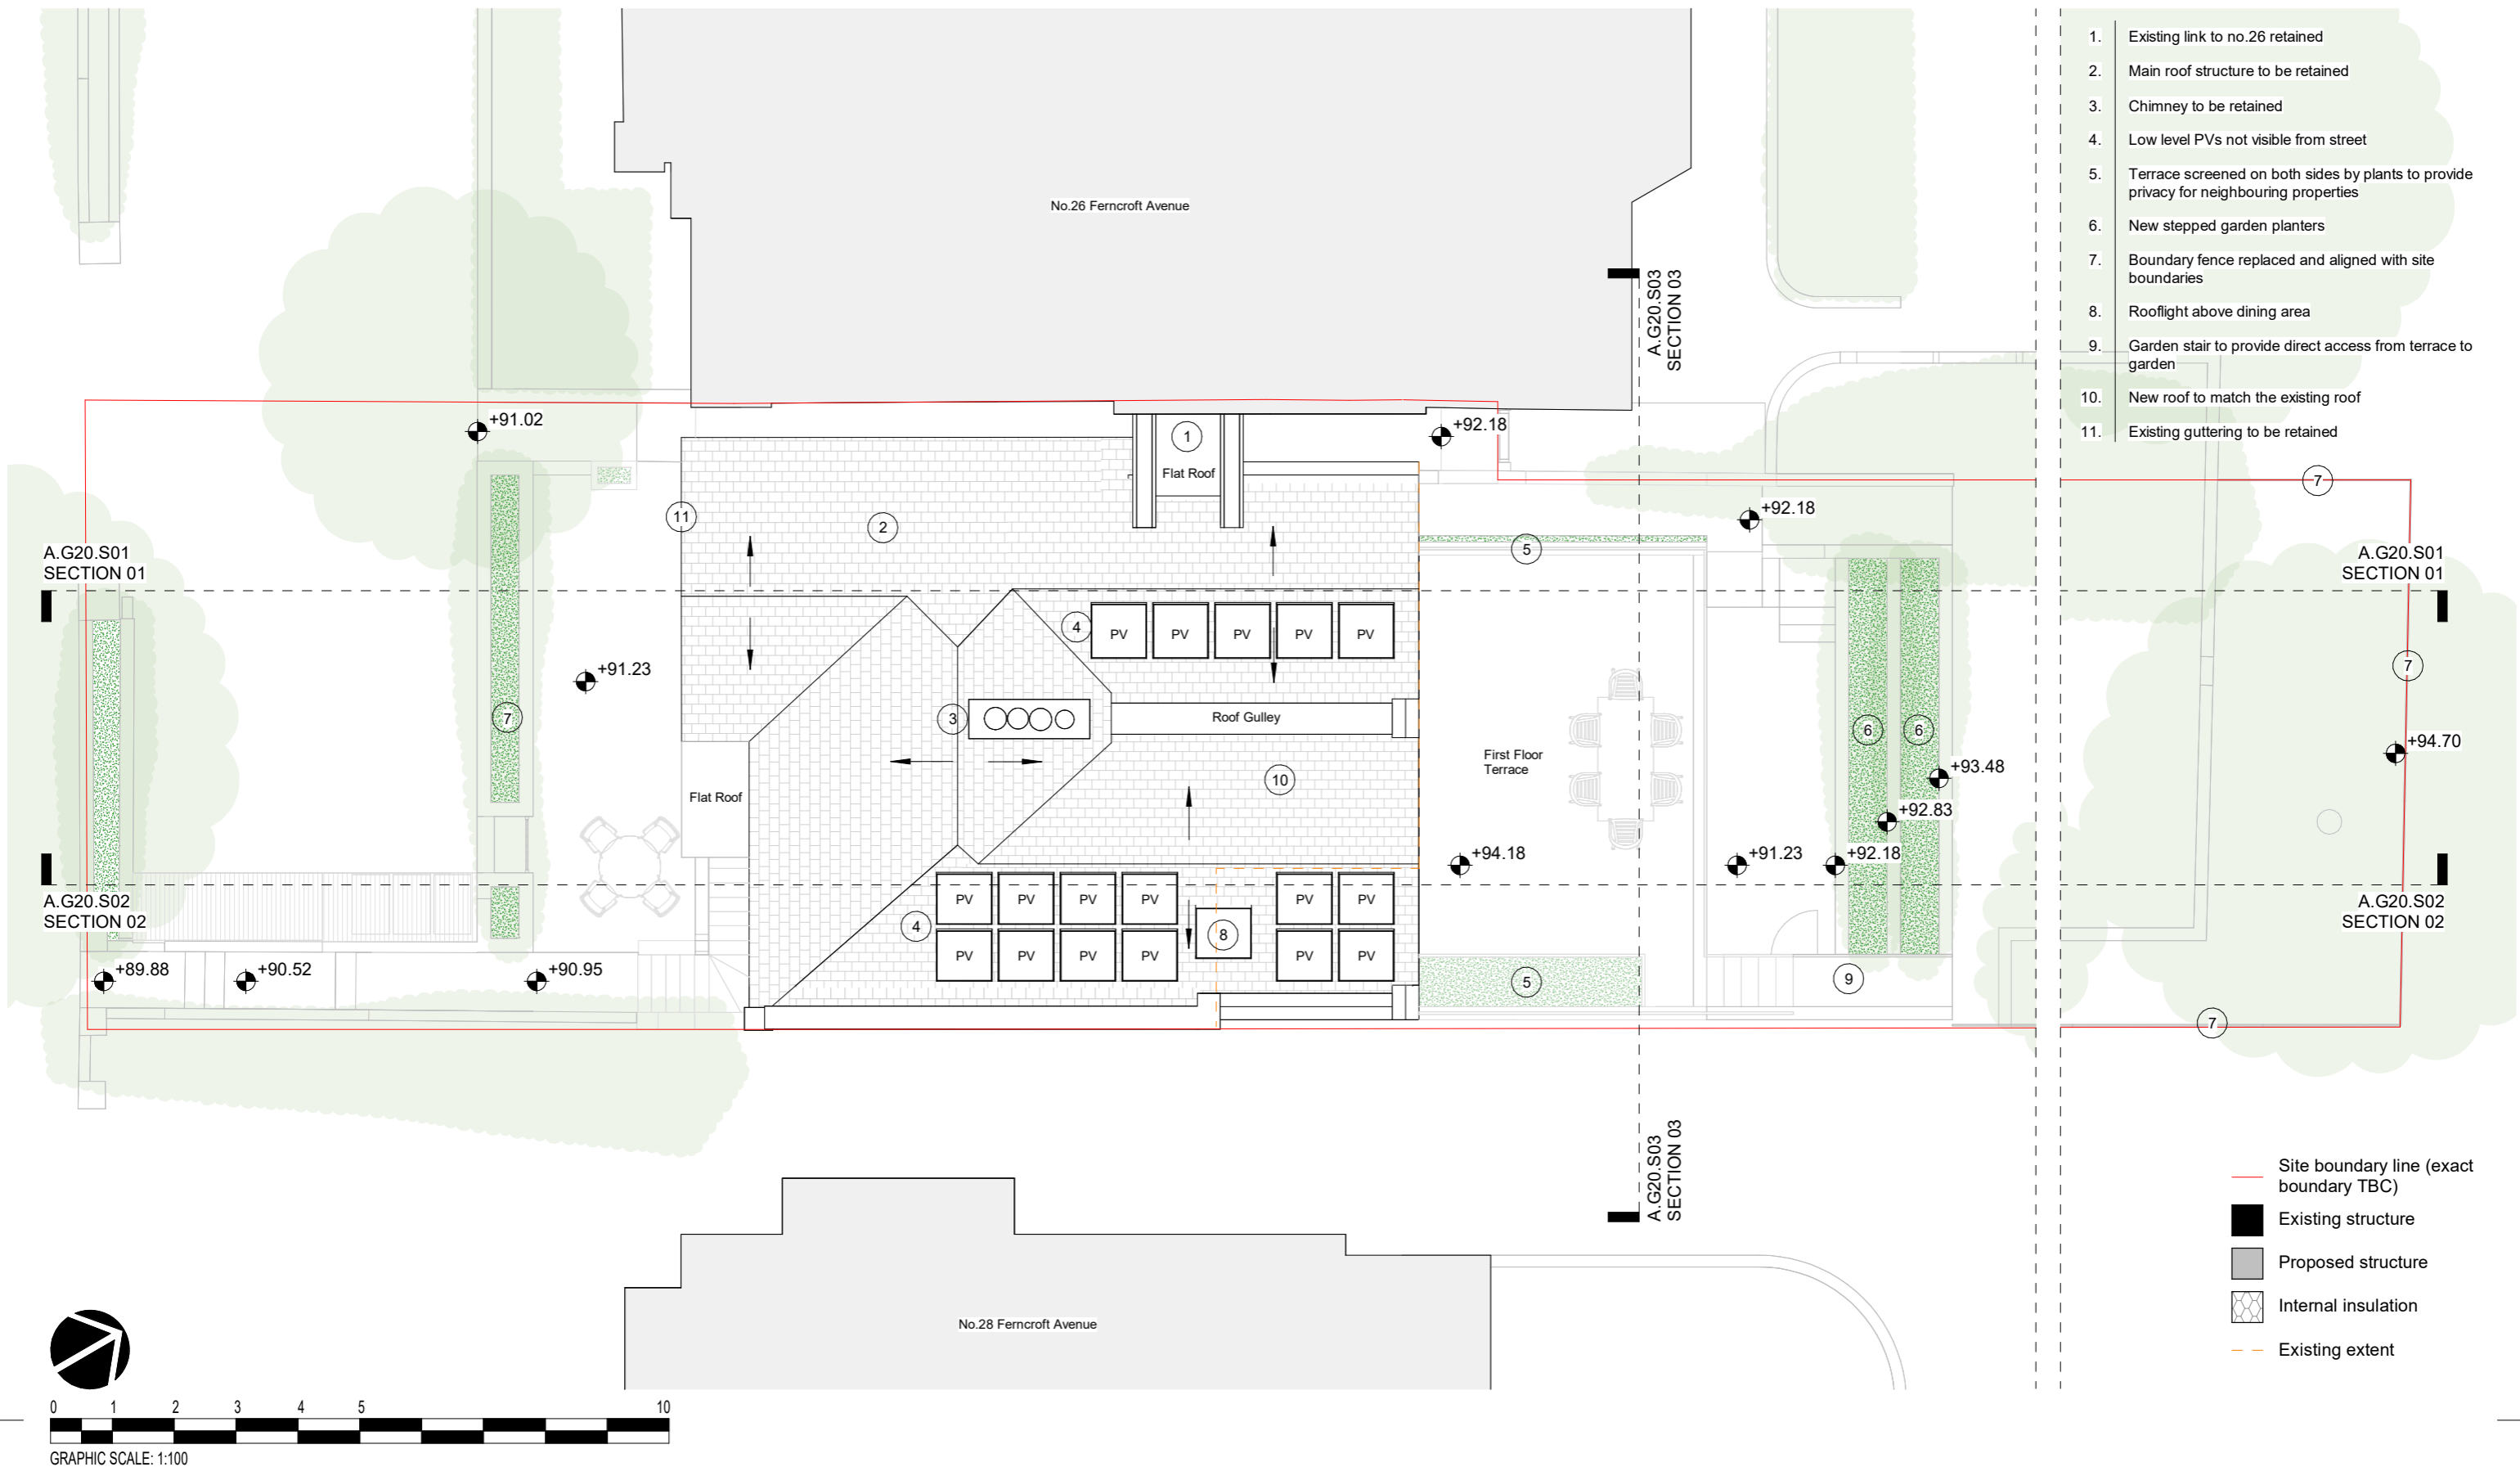 1. Existing link to no.26 retained
2. Main roof structure to be retained
3. Chimney to be retained
4. Low level PVs not visible from street
5. Terrace screened on both sides by plants to provide
privacy for neighbouring properties
6. New stepped garden planters
7. Boundary fence replaced and aligned with site
boundaries
8. Rooflight above dining area
9. Garden stair to provide direct access from terrace to
garden
10. New roof to match the existing roof
11. Existing guttering to be retained
No.26 Ferncroft Avenue
A.G20.S03
SECTION 03
+91.02
+92.18
1
Flat Roof
7
11
2
+92.18
5
A.G20.S01
SECTION 01
A.G20.S01
SECTION 01
4
PV PV PV PV PV
+91.23
7
7
3
Roof Gulley
6 6
+94.70
First Floor
Terrace
10
+93.48
Flat Roof
+92.83
+94.18
+91.23
+92.18
A.G20.S02
SECTION 02
PV PV PV PV PV PV
A.G20.S02
SECTION 02
4
8
PV PV PV PV PV PV
+89.88
+90.52
+90.95
5
9
7
A.G20.S03
SECTION 03
Site boundary line (exact
boundary TBC)
Existing structure
Proposed structure
Internal insulation
Existing extent
No.28 Ferncroft Avenue
0 1 2 3 4 5 10
GRAPHIC SCALE: 1:100